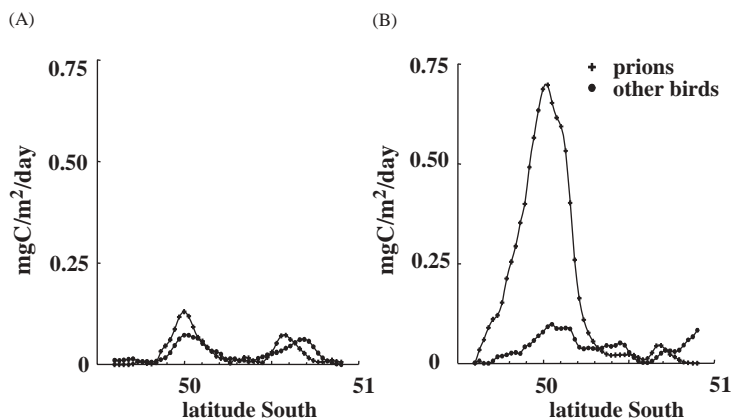 (A)
(B)
0.75
0.50
0.25
0
mgC/m²/day
50
51
latitude South
0.75
0.50
0.25
0
mgC/m²/day
50
51
latitude South
prions
other birds